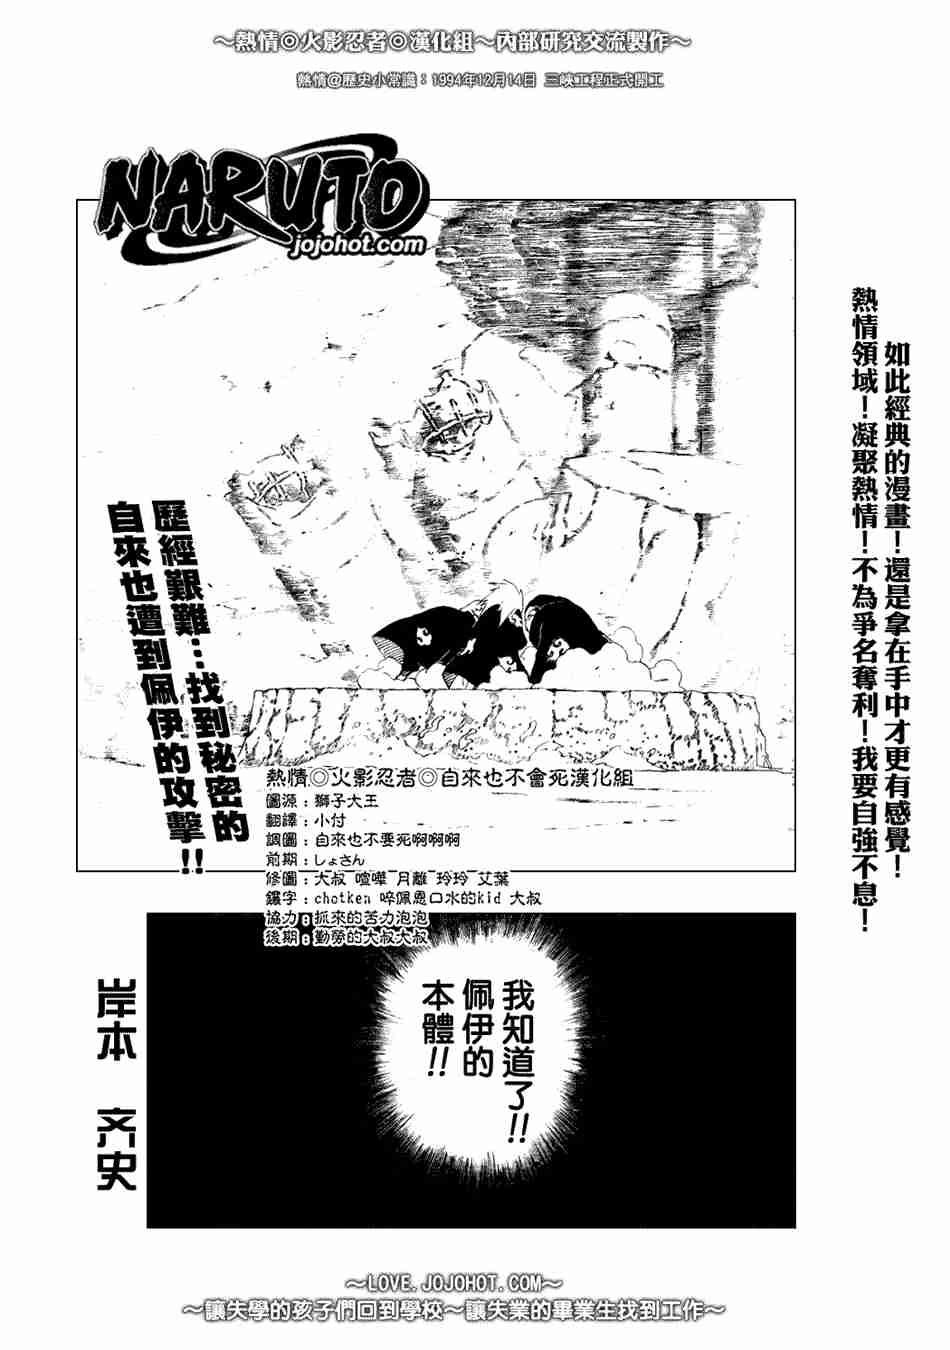 ～熱情◎火影忍者◎漢化組～內部研究交流製作～
熱情@歷史小常識：1994年12月14日 三峽工程正式開工
NARUTO
jojohot.com
如此經典的漫畫！還是拿在手中才更有感覺！
熱情領域！凝聚熱情！不為爭名奪利！我要自強不息！
歷經艱難…找到秘密的
自來也遭到佩伊的攻擊！！
熱情◎火影忍者◎自來也不會死漢化組
圖源：獅子大王
翻譯：小付
調圖：自來也不要死啊啊啊
前期：しょさん
修圖：大叔 喧嘩 月離 玲玲 艾葉
鑲字：chotken 啐佩恩口水的kid 大叔
協力：抓來的苦力泡泡
後期：勤勞的大叔大叔
我知道了!!
佩伊的
本體!!
岸本 斉史
～LOVE.JOJOHOT.COM～
～讓失學的孩子們回到學校～讓失業的畢業生找到工作～